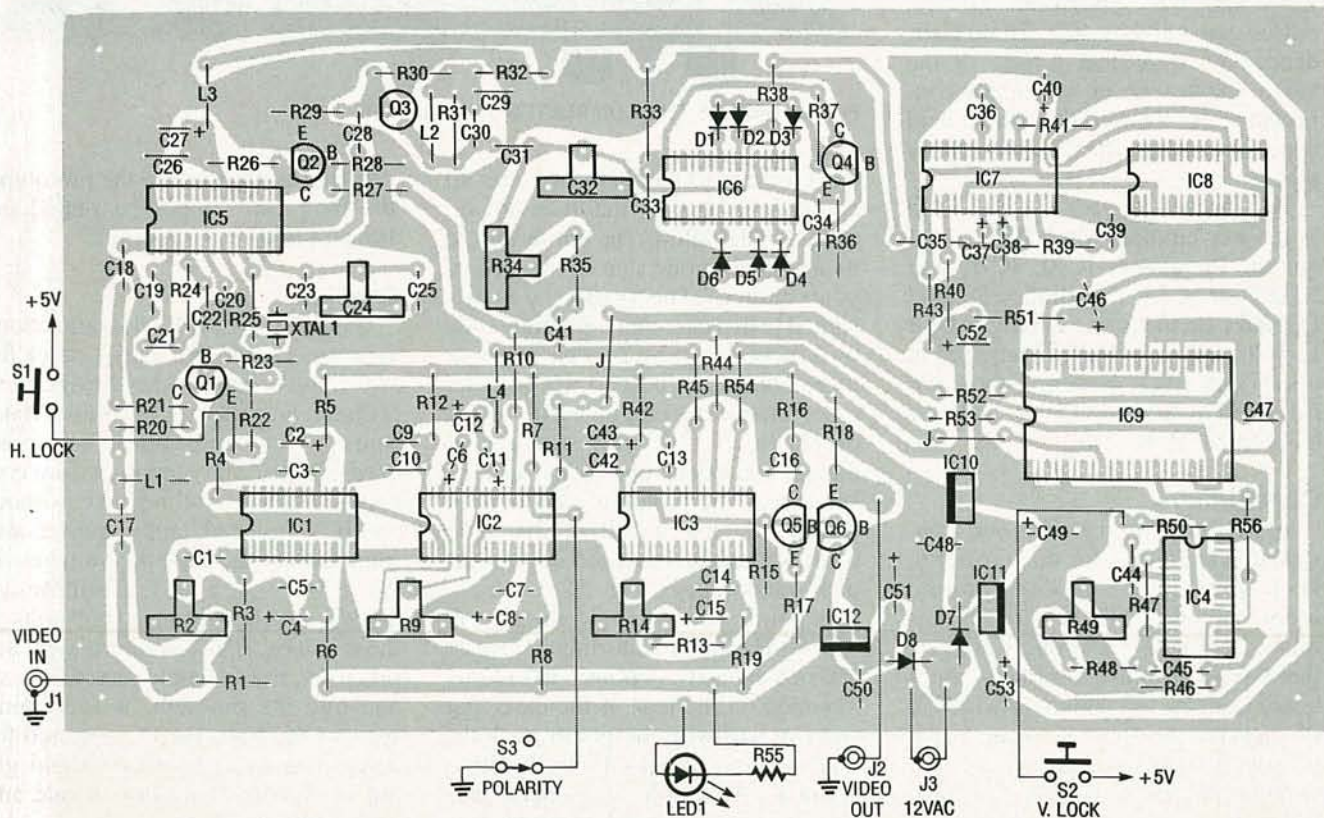 R30 R32 L3 C29 R38 C40
R29 Q3 R31 R33 R37 C36
C27 + E C28 L2 C30 D1 D2 D3 C R41
C26 R26 Q2 B R28 C31 Q4 B
C R27 C32 IC6 IC7 IC8
IC5 C33 E
C34 + +
R34 R35 R36 C35 C37 C38 R39 C39
C18 C19 R24 C20 C23 C24 C25 D6 D5 D4
+5V C22 R25 R40 C46
XTAL1 R43 R51 +
C21 C41 + C52
S1 B R23 R10 J R44
C Q1 E L4 R45 R54
R21 R22 R5 R12 + C12 R7 R11 R42 R16 R52 IC9 C47
R20 R53
H. LOCK R4 C2 + C9 C43 + R18 J
C3 C10 C6 C11 C42 C13 C16 IC10
L1 + +
IC1 IC2 IC3 C E + R50 R56
C17 Q5 B Q6 B C49
C1 E C C48
C5 C7 C14 R15 + C51 IC11 C44 R47 IC4
R2 R3 + C4 R9 + C8 R14 + C15 R17 IC12 D7 R49
VIDEO R6 R8 R13 R19 D8
IN + R48 C45
R1 C50 C53 R46
J1
S3 R55 J2 J3 S2 +5V
POLARITY VIDEO
LED1 OUT 12VAC V. LOCK